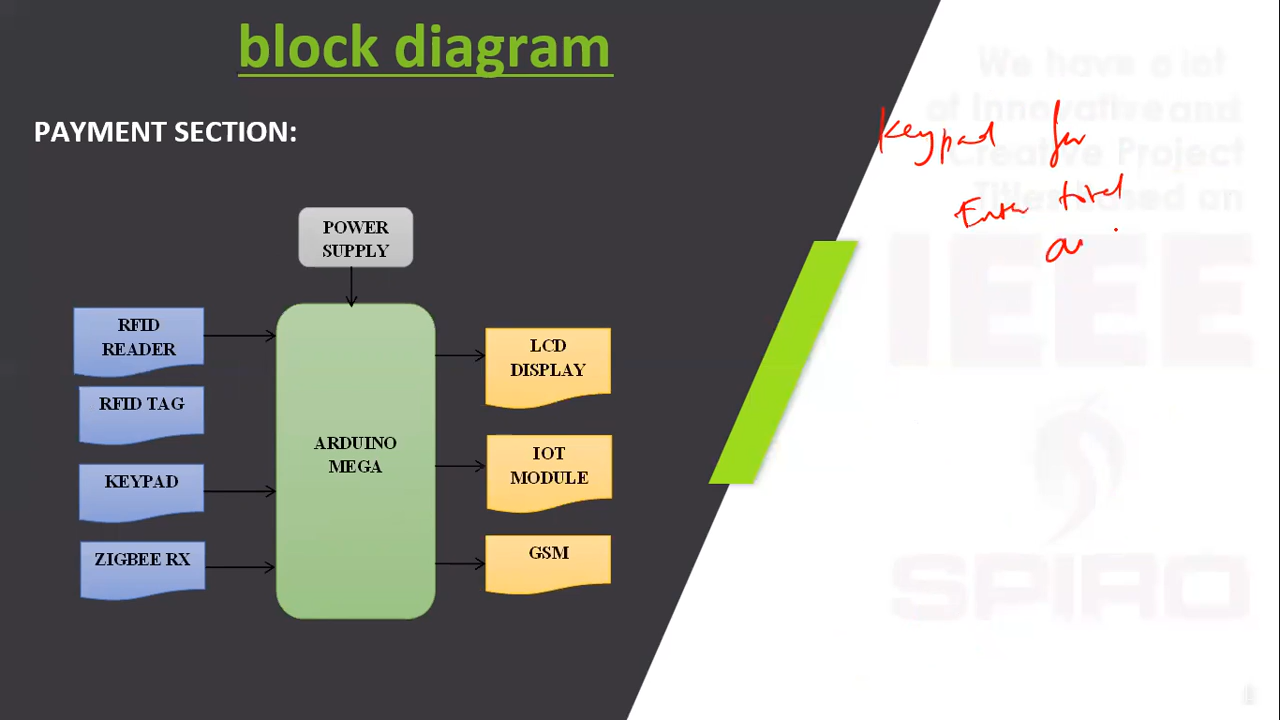 block diagram
PAYMENT SECTION:
POWER
SUPPLY
RFID
READER
RFID TAG
KEYPAD
ZIGBEE RX
ARDUINO
MEGA
LCD
DISPLAY
IOT
MODULE
GSM
Keypad for
Enter total
We have a lot
of Innovative and
Creative Project
Titles based on
IEEE
SPIRO